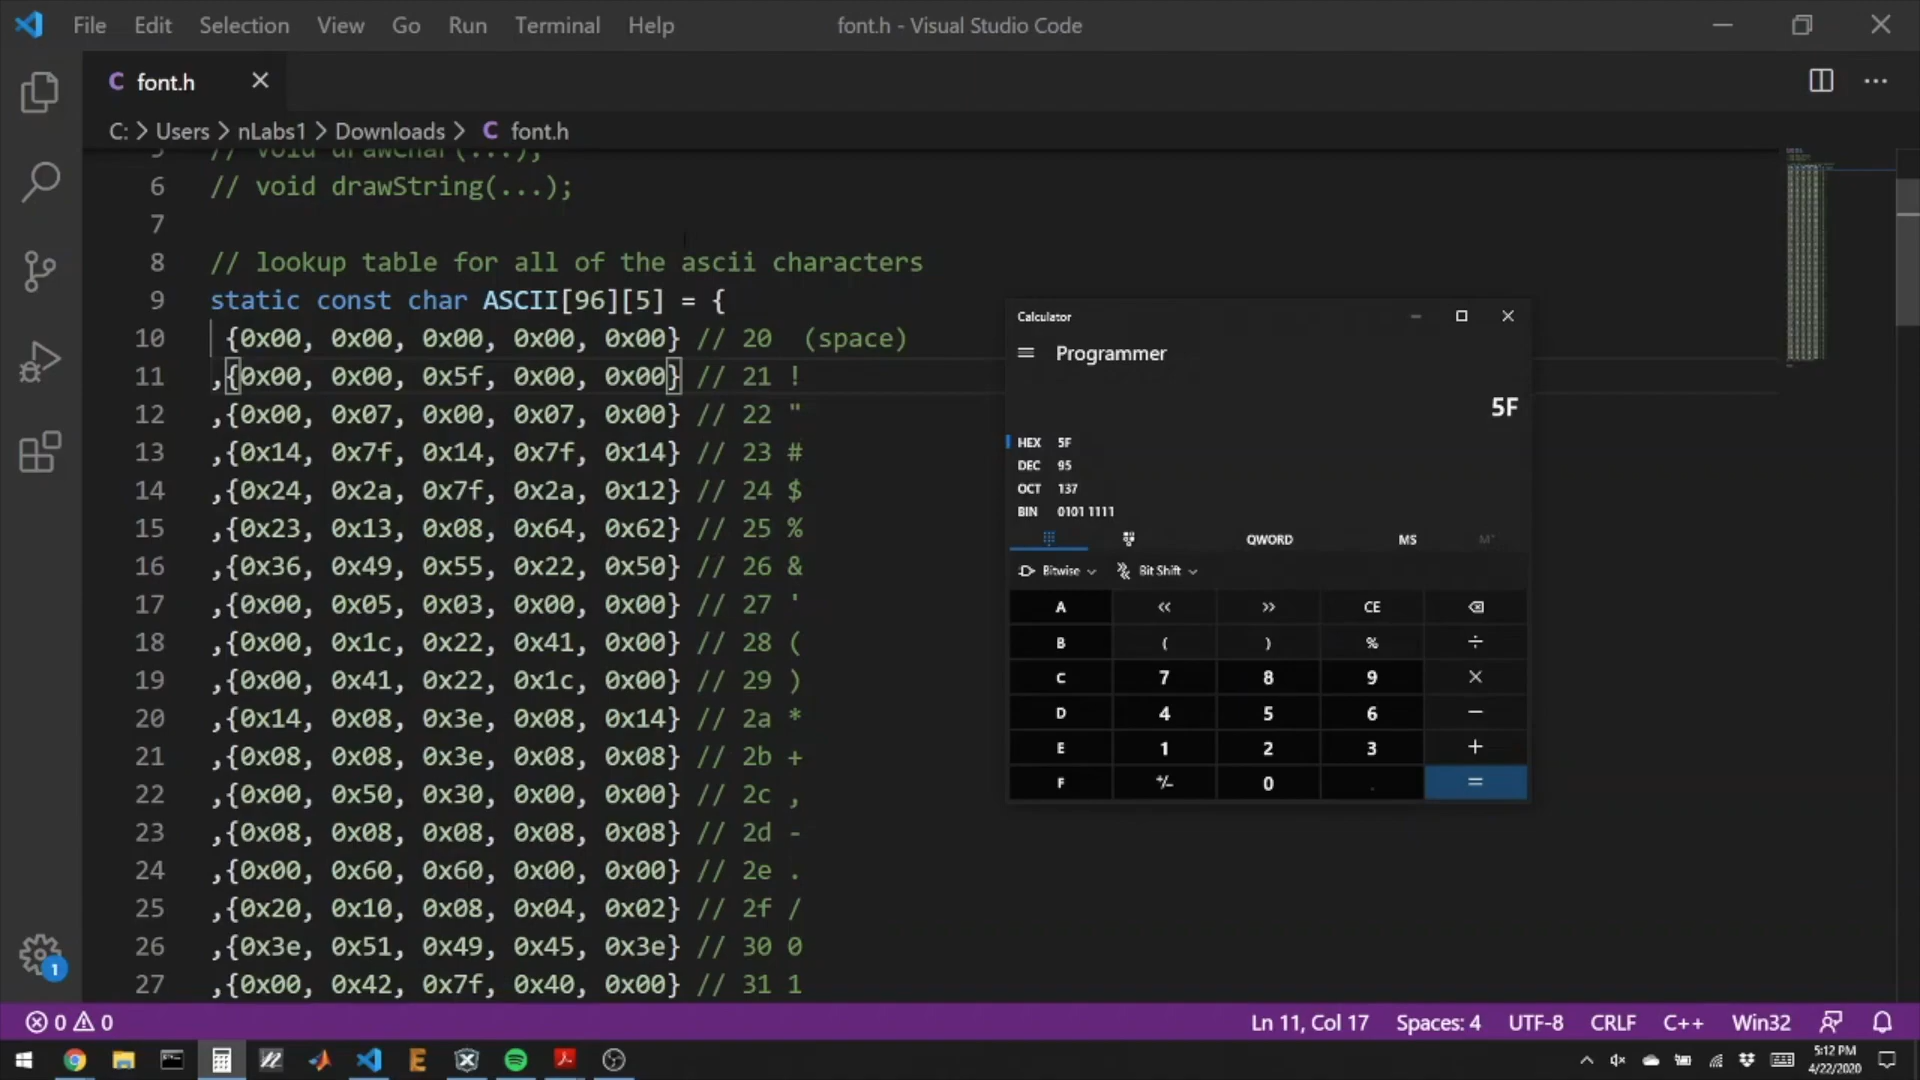 File Edit Selection View Go Run Terminal Help font.h - Visual Studio Code
C font.h
C: > Users > nLabs1 > Downloads > C font.h
5 // void drawChar(...);
6 // void drawString(...);
7
8 // lookup table for all of the ascii characters
9 static const char ASCII[96][5] = {
10 {0x00, 0x00, 0x00, 0x00, 0x00} // 20 (space)
11 ,{0x00, 0x00, 0x5f, 0x00, 0x00} // 21 !
12 ,{0x00, 0x07, 0x00, 0x07, 0x00} // 22 "
13 ,{0x14, 0x7f, 0x14, 0x7f, 0x14} // 23 #
14 ,{0x24, 0x2a, 0x7f, 0x2a, 0x12} // 24 $
15 ,{0x23, 0x13, 0x08, 0x64, 0x62} // 25 %
16 ,{0x36, 0x49, 0x55, 0x22, 0x50} // 26 &
17 ,{0x00, 0x05, 0x03, 0x00, 0x00} // 27 '
18 ,{0x00, 0x1c, 0x22, 0x41, 0x00} // 28 (
19 ,{0x00, 0x41, 0x22, 0x1c, 0x00} // 29 )
20 ,{0x14, 0x08, 0x3e, 0x08, 0x14} // 2a *
21 ,{0x08, 0x08, 0x3e, 0x08, 0x08} // 2b +
22 ,{0x00, 0x50, 0x30, 0x00, 0x00} // 2c ,
23 ,{0x08, 0x08, 0x08, 0x08, 0x08} // 2d -
24 ,{0x00, 0x60, 0x60, 0x00, 0x00} // 2e .
25 ,{0x20, 0x10, 0x08, 0x04, 0x02} // 2f /
26 ,{0x3e, 0x51, 0x49, 0x45, 0x3e} // 30 0
27 ,{0x00, 0x42, 0x7f, 0x40, 0x00} // 31 1
Calculator
Programmer
5F
HEX 5F
DEC 95
OCT 137
BIN 0101 1111
QWORD MS M˅
Bitwise Bit Shift
A << >> CE
B ( ) % ÷
C 7 8 9 ×
D 4 5 6 −
E 1 2 3 +
F +/− 0 . =
1
0 0 Ln 11, Col 17 Spaces: 4 UTF-8 CRLF C++ Win32
5:12 PM
4/22/2020